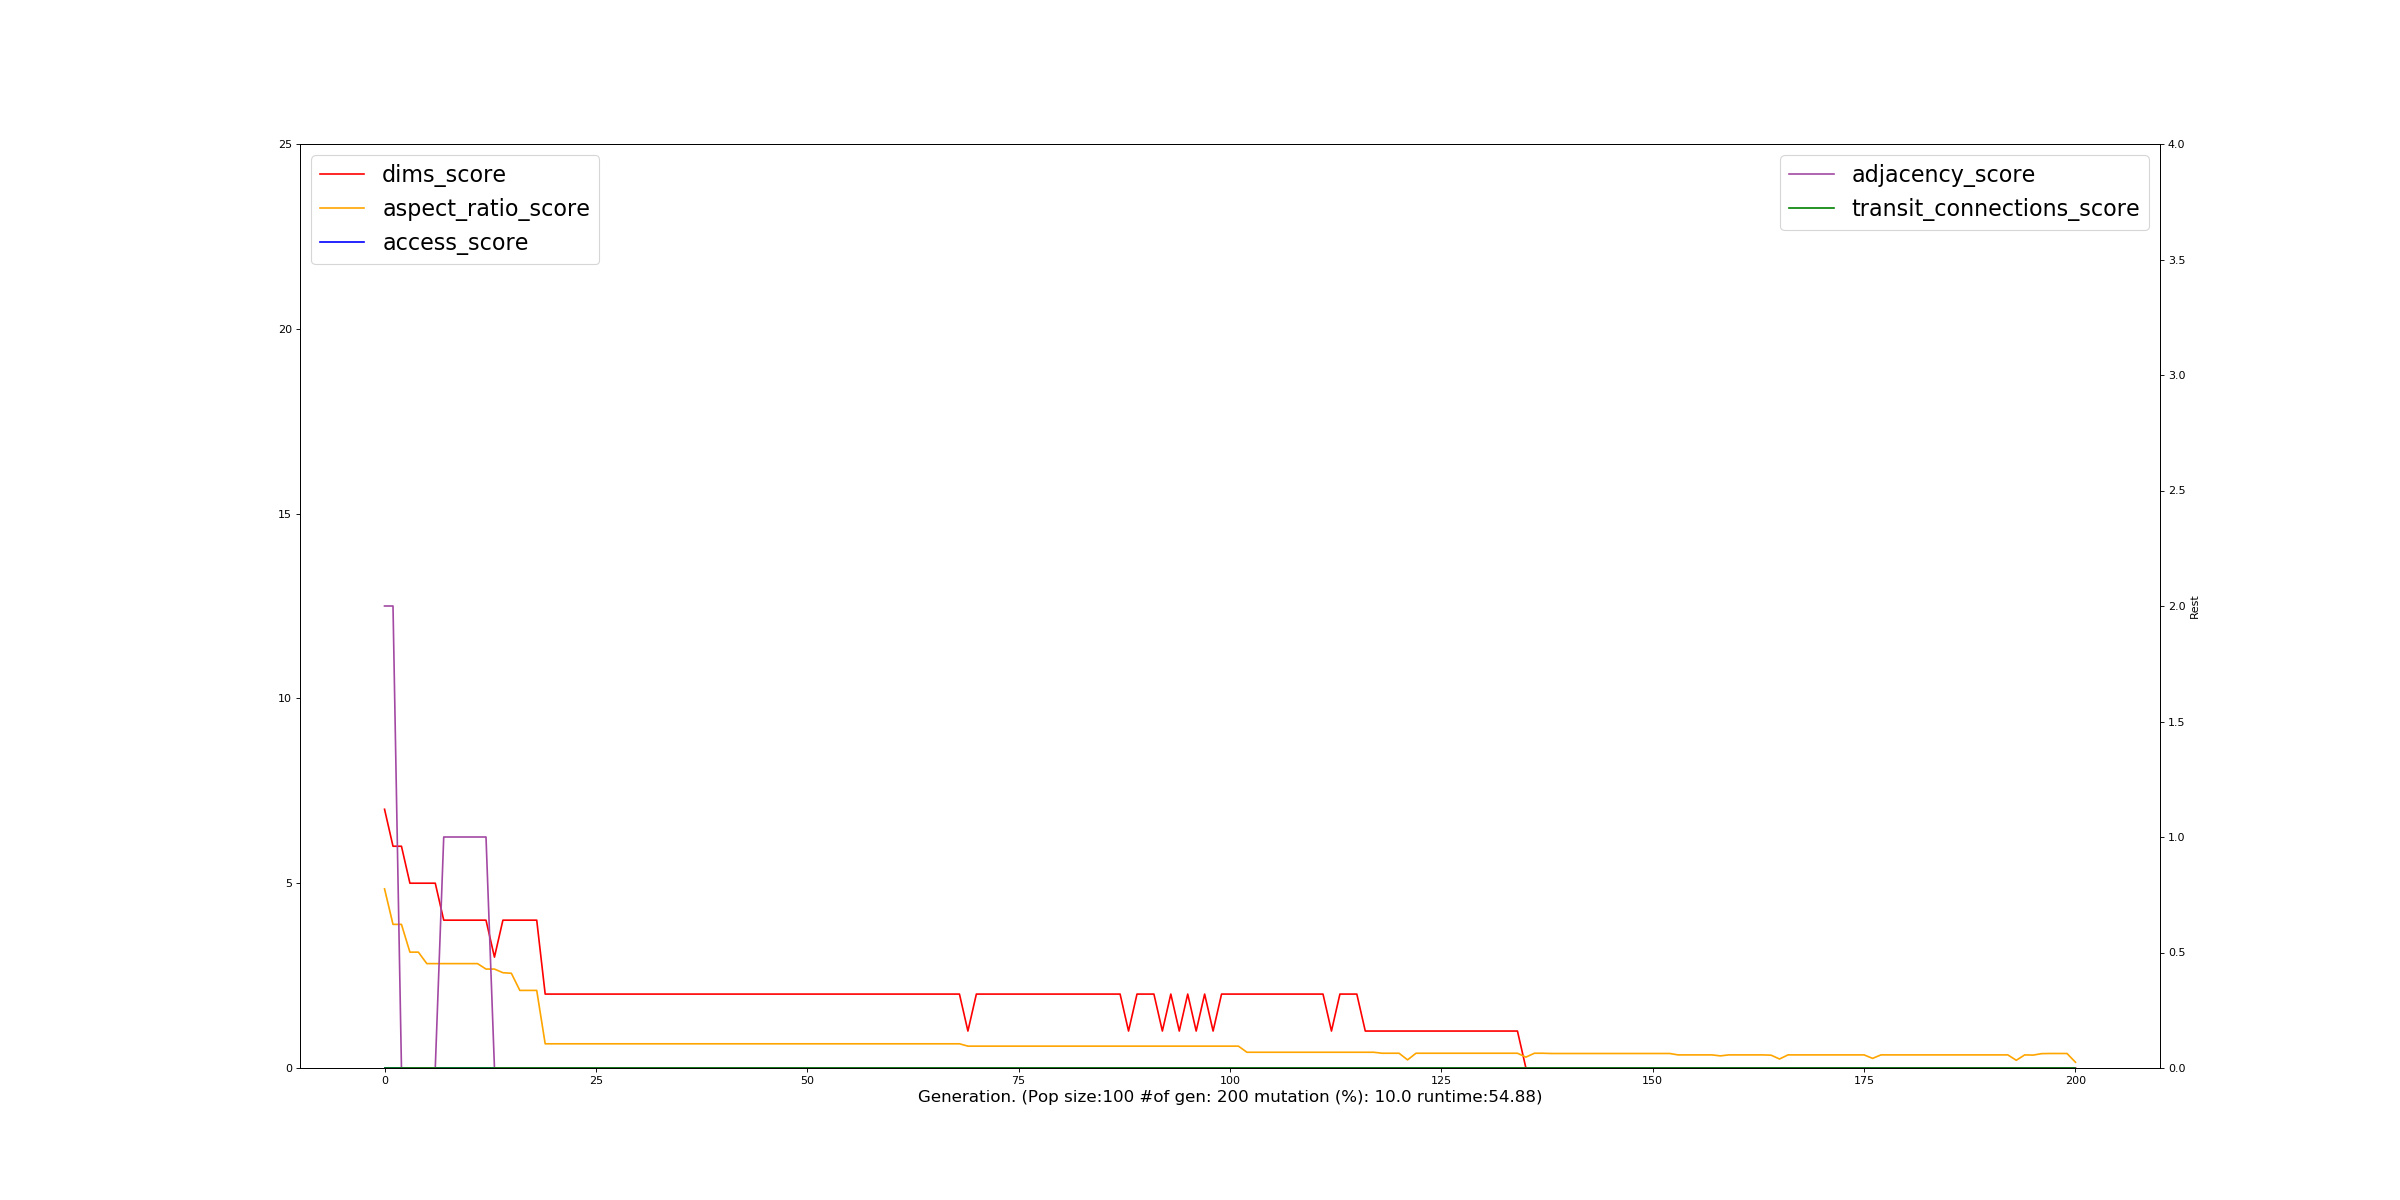 25
20
15
10
5
0
dims_score
aspect_ratio_score
access_score
adjacency_score
transit_connections_score
4.0
3.5
3.0
2.5
2.0
1.5
1.0
0.5
0.0
Rest
0 25 50 75 100 125 150 175 200
Generation. (Pop size:100 #of gen: 200 mutation (%): 10.0 runtime:54.88)